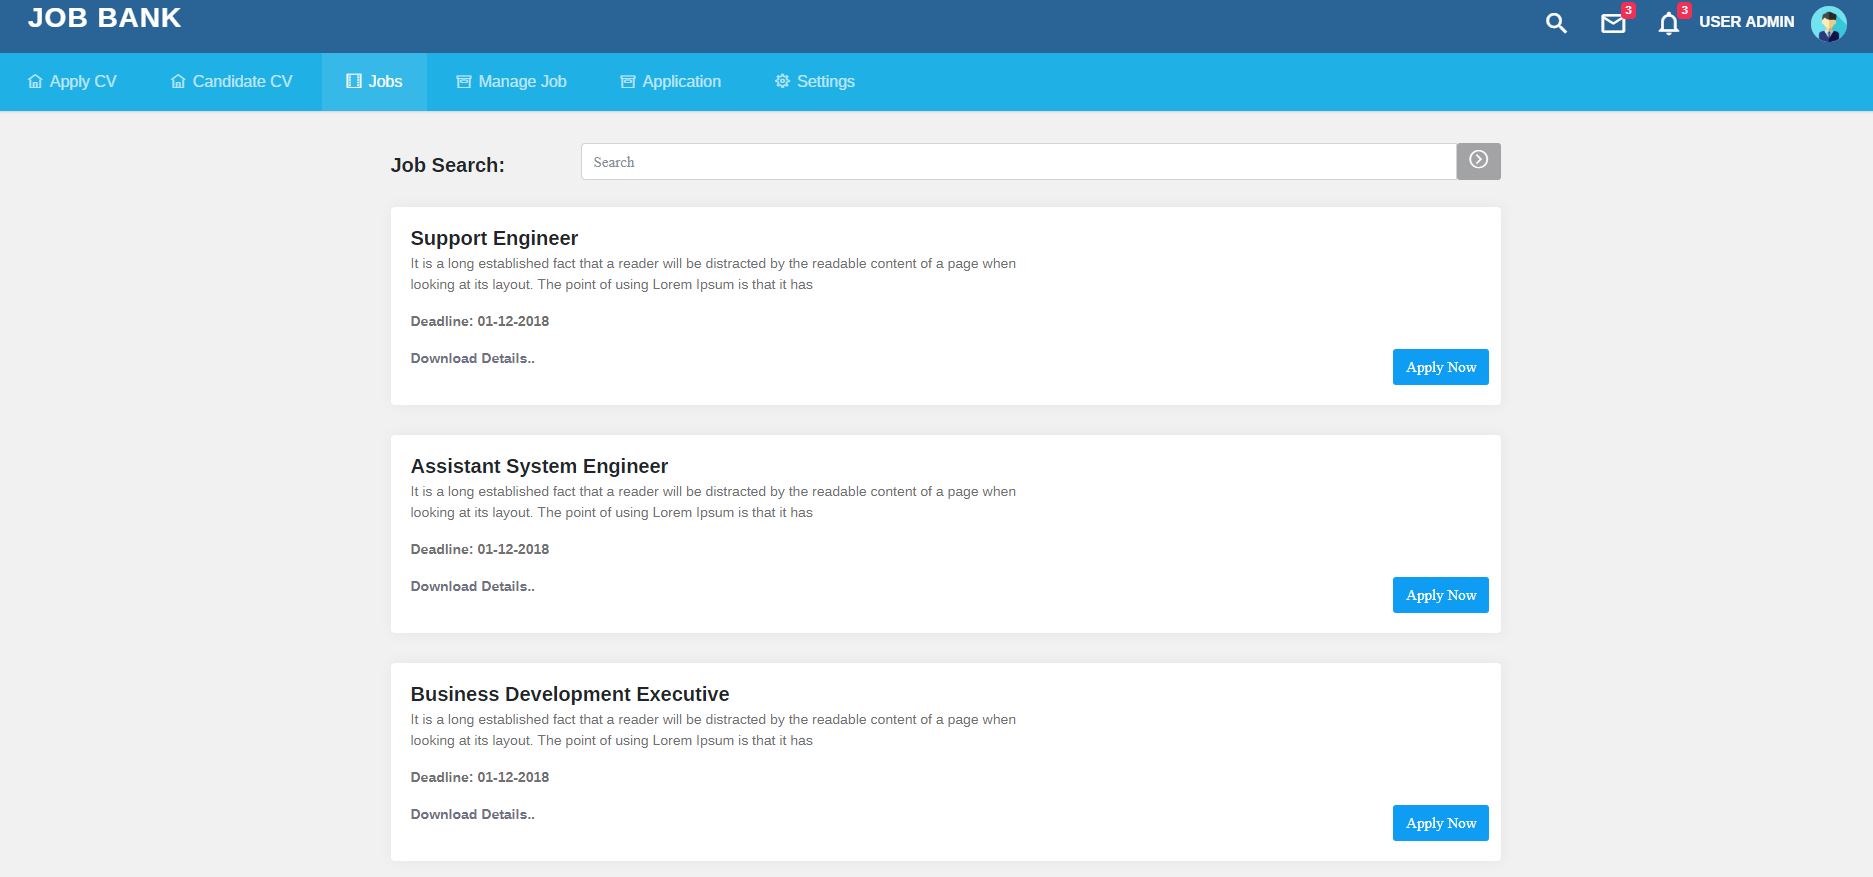 JOB BANK
3
3
USER ADMIN
Apply CV
Candidate CV
Jobs
Manage Job
Application
Settings
Job Search:
Search
Support Engineer
It is a long established fact that a reader will be distracted by the readable content of a page when
looking at its layout. The point of using Lorem Ipsum is that it has
Deadline: 01-12-2018
Download Details..
Apply Now
Assistant System Engineer
It is a long established fact that a reader will be distracted by the readable content of a page when
looking at its layout. The point of using Lorem Ipsum is that it has
Deadline: 01-12-2018
Download Details..
Apply Now
Business Development Executive
It is a long established fact that a reader will be distracted by the readable content of a page when
looking at its layout. The point of using Lorem Ipsum is that it has
Deadline: 01-12-2018
Download Details..
Apply Now